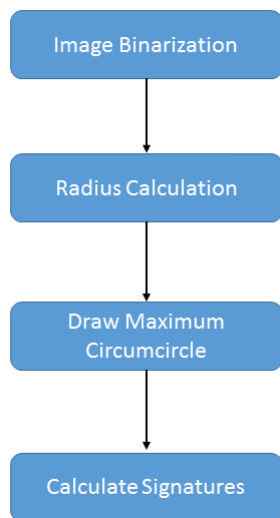 Image Binarization
Radius Calculation
Draw Maximum
Circumcircle
Calculate Signatures